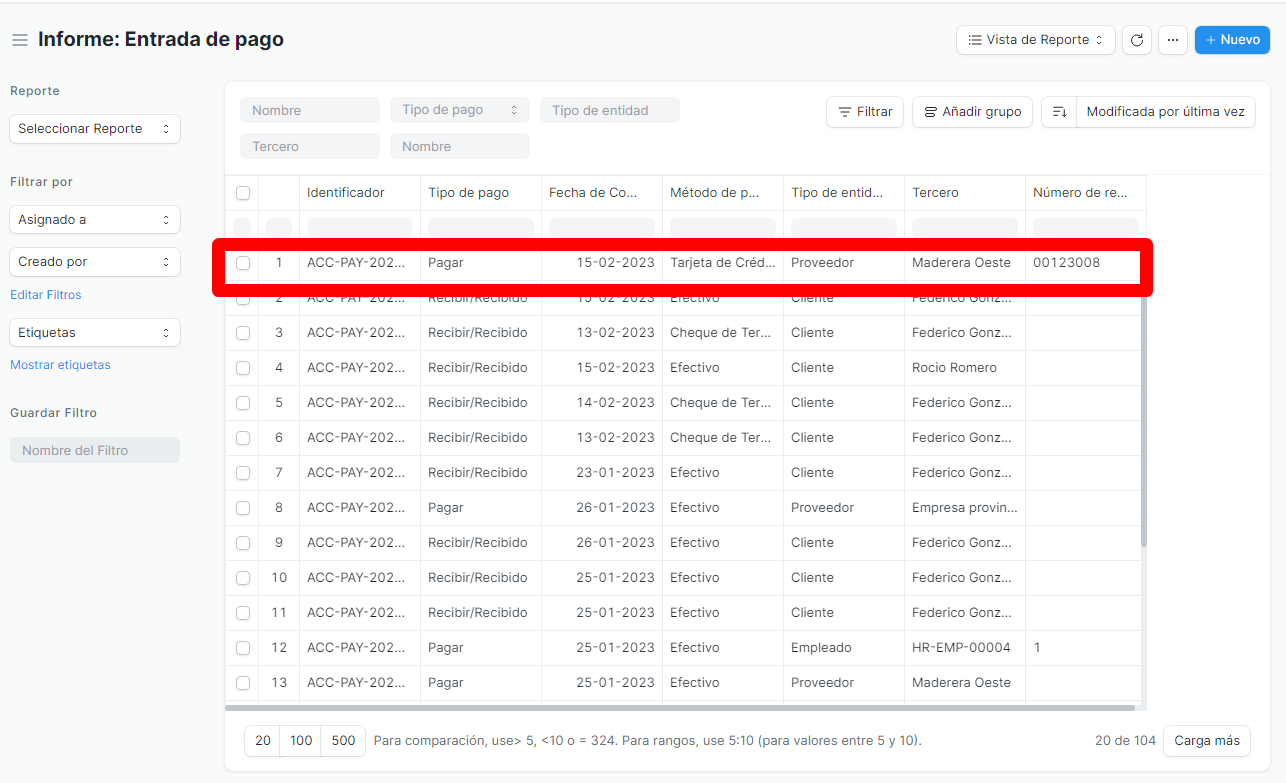 Informe: Entrada de pago
Vista de Reporte
Nuevo
Reporte
Seleccionar Reporte
Filtrar por
Asignado a
Creado por
Editar Filtros
Etiquetas
Mostrar etiquetas
Guardar Filtro
Nombre del Filtro
Nombre Tipo de pago Tipo de entidad
Filtrar Añadir grupo Modificada por última vez
Tercero Nombre
Identificador Tipo de pago Fecha de Co... Método de p... Tipo de entid... Tercero Número de re...
1 ACC-PAY-202... Pagar 15-02-2023 Tarjeta de Créd... Proveedor Maderera Oeste 00123008
2 ACC-PAY-202... Recibir/Recibido 15-02-2023 Efectivo Cliente Federico Gonz...
3 ACC-PAY-202... Recibir/Recibido 13-02-2023 Cheque de Ter... Cliente Federico Gonz...
4 ACC-PAY-202... Recibir/Recibido 15-02-2023 Efectivo Cliente Rocío Romero
5 ACC-PAY-202... Recibir/Recibido 14-02-2023 Cheque de Ter... Cliente Federico Gonz...
6 ACC-PAY-202... Recibir/Recibido 13-02-2023 Cheque de Ter... Cliente Federico Gonz...
7 ACC-PAY-202... Recibir/Recibido 23-01-2023 Efectivo Cliente Federico Gonz...
8 ACC-PAY-202... Pagar 26-01-2023 Efectivo Proveedor Empresa provin...
9 ACC-PAY-202... Recibir/Recibido 26-01-2023 Efectivo Cliente Federico Gonz...
10 ACC-PAY-202... Recibir/Recibido 25-01-2023 Efectivo Cliente Federico Gonz...
11 ACC-PAY-202... Recibir/Recibido 25-01-2023 Efectivo Cliente Federico Gonz...
12 ACC-PAY-202... Pagar 25-01-2023 Efectivo Empleado HR-EMP-00004 1
13 ACC-PAY-202... Pagar 25-01-2023 Efectivo Proveedor Maderera Oeste
20 100 500 Para comparación, use> 5, <10 o = 324. Para rangos, use 5:10 (para valores entre 5 y 10). 20 de 104 Carga más